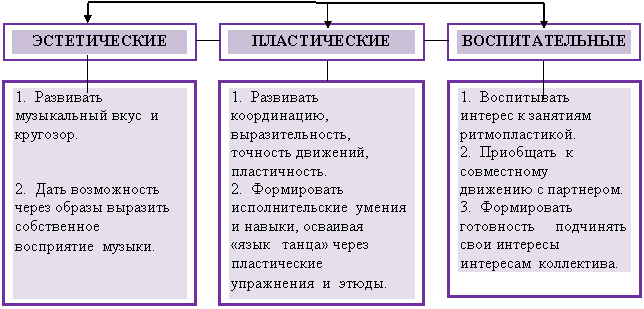 ЭСТЕТИЧЕСКИЕ
ПЛАСТИЧЕСКИЕ
ВОСПИТАТЕЛЬНЫЕ
1. Развивать
музыкальный вкус и
кругозор.
2. Дать возможность
через образы выразить
собственное
восприятие музыки.
1. Развивать
координацию,
выразительность,
точность движений,
пластичность.
2. Формировать
исполнительские умения
и навыки, осваивая
«язык танца» через
пластические
упражнения и этюды.
1. Воспитывать
интерес к занятиям
ритмопластикой.
2. Приобщать к
совместному
движению с партнером.
3. Формировать
готовность подчинять
свои интересы
интересам коллектива.